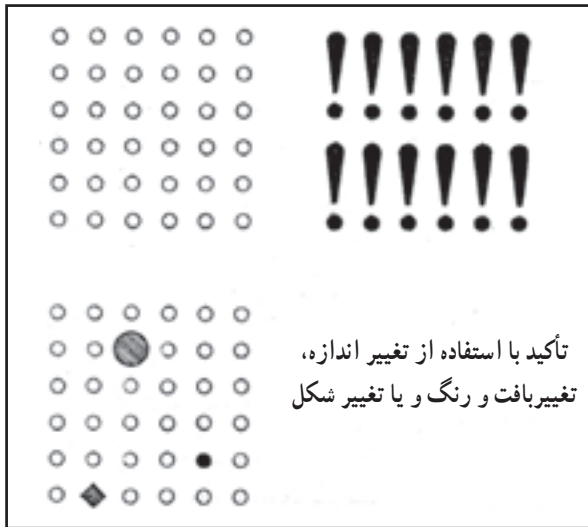 ! ! ! ! ! !
! ! ! ! ! !
تأکید با استفاده از تغییر اندازه،
تغییربافت و رنگ و یا تغییر شکل